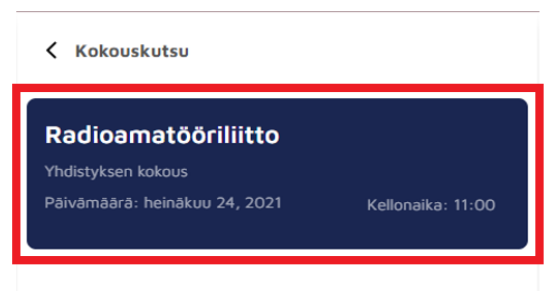 Kokouskutsu
Radioamatööriliitto
Yhdistyksen kokous
Päivämäärä: heinäkuu 24, 2021 Kellonaika: 11:00